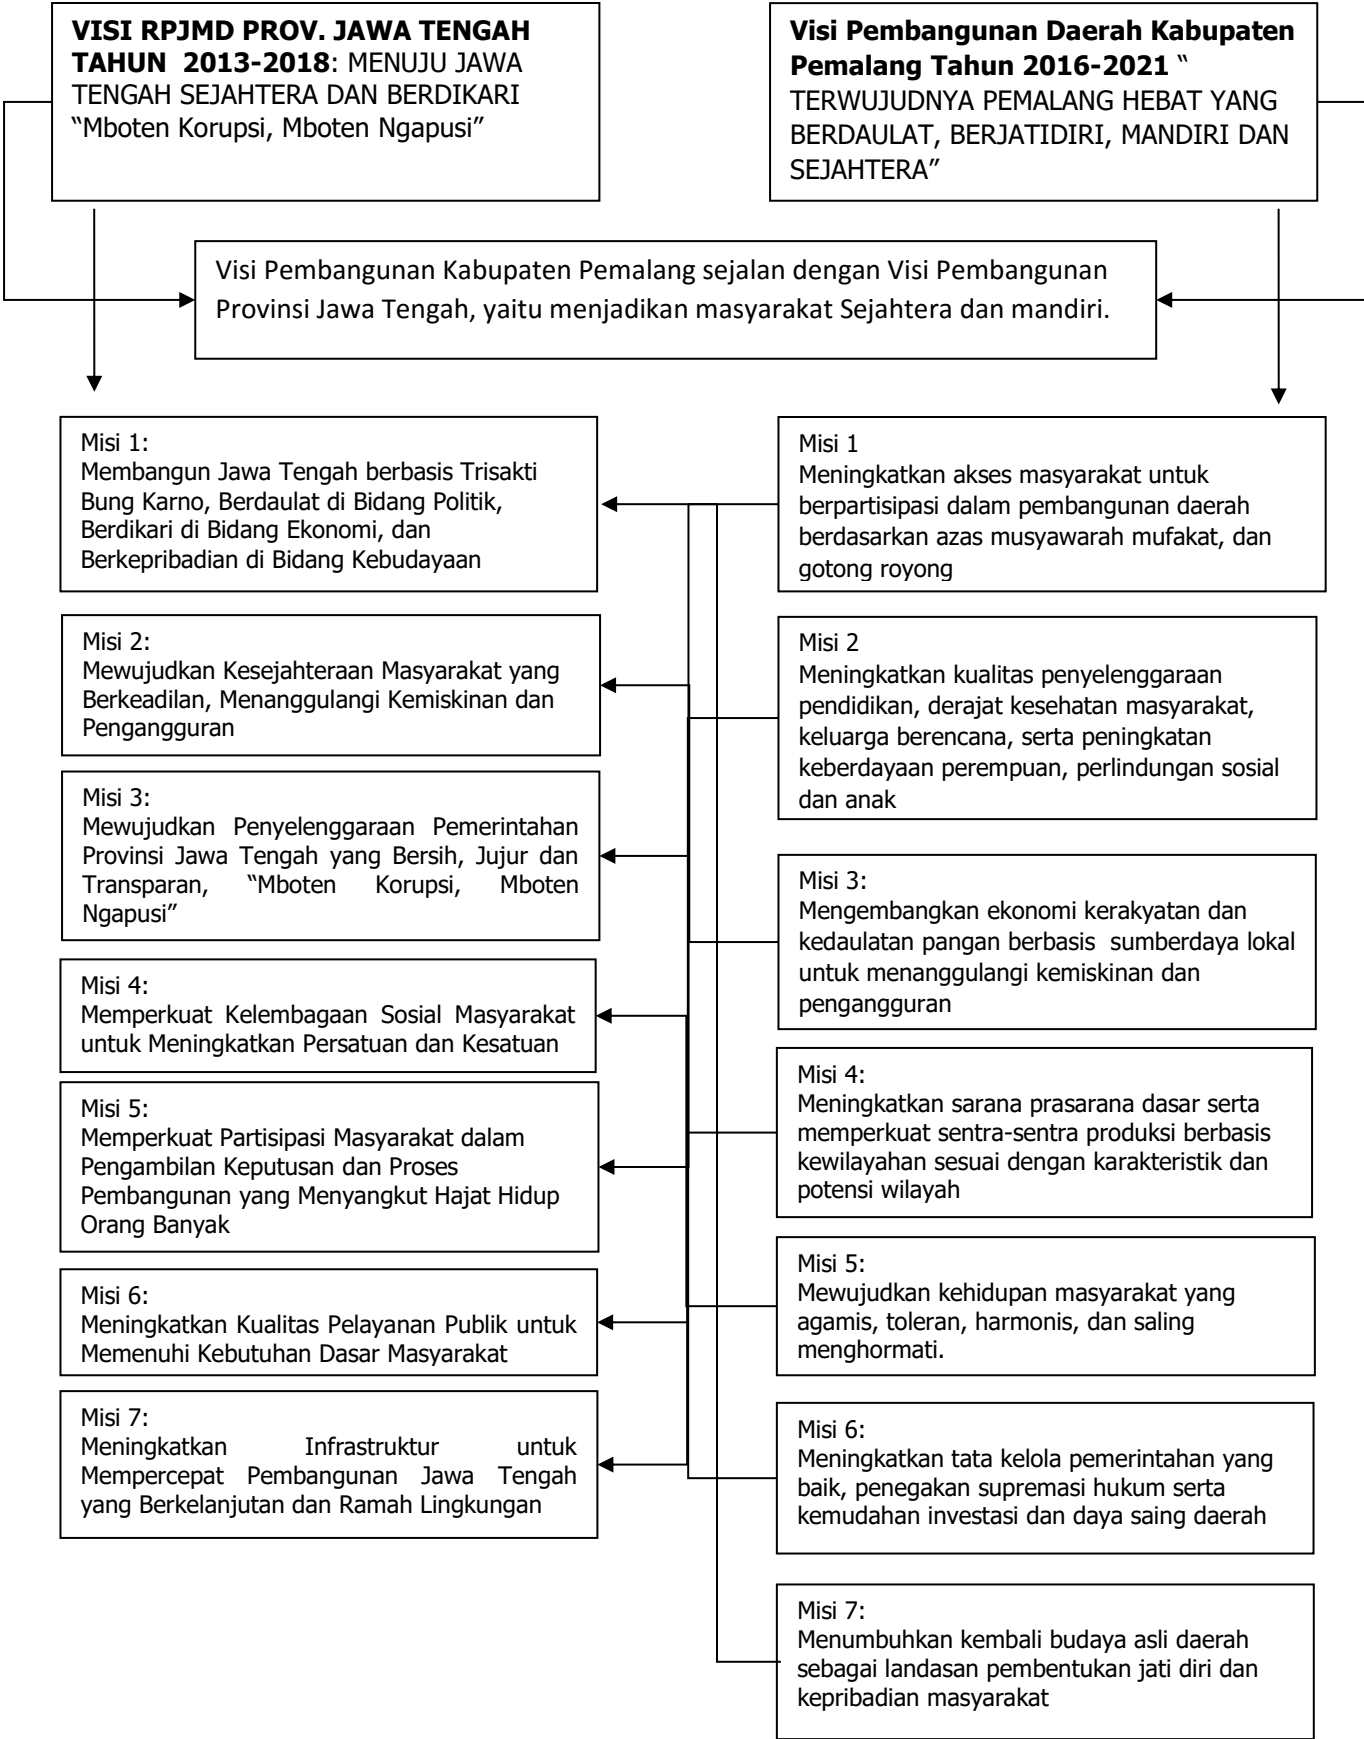 VISI RPJMD PROV. JAWA TENGAH
TAHUN 2013-2018: MENUJU JAWA
TENGAH SEJAHTERA DAN BERDIKARI
“Mboten Korupsi, Mboten Ngapusi”
Visi Pembangunan Daerah Kabupaten
Pemalang Tahun 2016-2021 “
TERWUJUDNYA PEMALANG HEBAT YANG
BERDAULAT, BERJATIDIRI, MANDIRI DAN
SEJAHTERA”
Visi Pembangunan Kabupaten Pemalang sejalan dengan Visi Pembangunan
Provinsi Jawa Tengah, yaitu menjadikan masyarakat Sejahtera dan mandiri.
Misi 1:
Membangun Jawa Tengah berbasis Trisakti
Bung Karno, Berdaulat di Bidang Politik,
Berdikari di Bidang Ekonomi, dan
Berkepribadian di Bidang Kebudayaan
Misi 2:
Mewujudkan Kesejahteraan Masyarakat yang
Berkeadilan, Menanggulangi Kemiskinan dan
Pengangguran
Misi 3:
Mewujudkan Penyelenggaraan Pemerintahan
Provinsi Jawa Tengah yang Bersih, Jujur dan
Transparan, “Mboten Korupsi, Mboten
Ngapusi”
Misi 4:
Memperkuat Kelembagaan Sosial Masyarakat
untuk Meningkatkan Persatuan dan Kesatuan
Misi 5:
Memperkuat Partisipasi Masyarakat dalam
Pengambilan Keputusan dan Proses
Pembangunan yang Menyangkut Hajat Hidup
Orang Banyak
Misi 6:
Meningkatkan Kualitas Pelayanan Publik untuk
Memenuhi Kebutuhan Dasar Masyarakat
Misi 7:
Meningkatkan Infrastruktur untuk
Mempercepat Pembangunan Jawa Tengah
yang Berkelanjutan dan Ramah Lingkungan
Misi 1
Meningkatkan akses masyarakat untuk
berpartisipasi dalam pembangunan daerah
berdasarkan azas musyawarah mufakat, dan
gotong royong
Misi 2
Meningkatkan kualitas penyelenggaraan
pendidikan, derajat kesehatan masyarakat,
keluarga berencana, serta peningkatan
keberdayaan perempuan, perlindungan sosial
dan anak
Misi 3:
Mengembangkan ekonomi kerakyatan dan
kedaulatan pangan berbasis sumberdaya lokal
untuk menanggulangi kemiskinan dan
pengangguran
Misi 4:
Meningkatkan sarana prasarana dasar serta
memperkuat sentra-sentra produksi berbasis
kewilayahan sesuai dengan karakteristik dan
potensi wilayah
Misi 5:
Mewujudkan kehidupan masyarakat yang
agamis, toleran, harmonis, dan saling
menghormati.
Misi 6:
Meningkatkan tata kelola pemerintahan yang
baik, penegakan supremasi hukum serta
kemudahan investasi dan daya saing daerah
Misi 7:
Menumbuhkan kembali budaya asli daerah
sebagai landasan pembentukan jati diri dan
kepribadian masyarakat